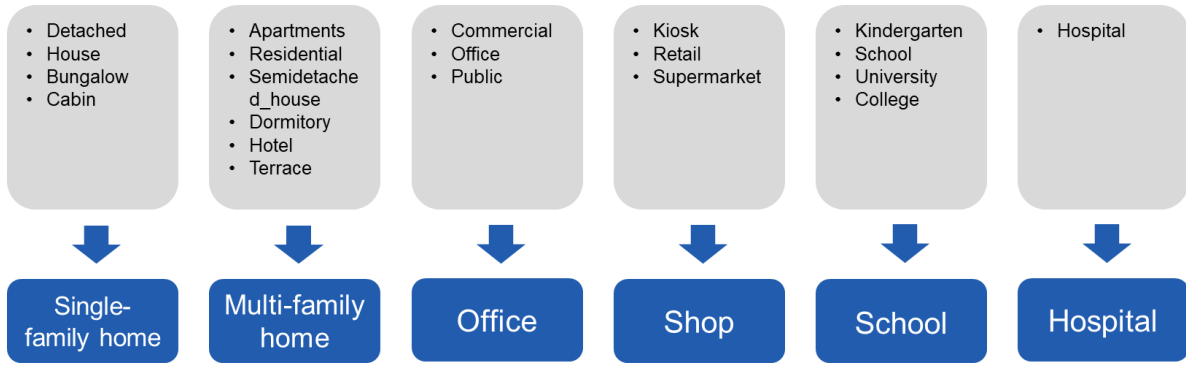 • Detached
• House
• Bungalow
• Cabin
• Apartments
• Residential
• Semidetache
d_house
• Dormitory
• Hotel
• Terrace
• Commercial
• Office
• Public
• Kiosk
• Retail
• Supermarket
• Kindergarten
• School
• University
• College
• Hospital
Single-
family home
Multi-family
home
Office
Shop
School
Hospital